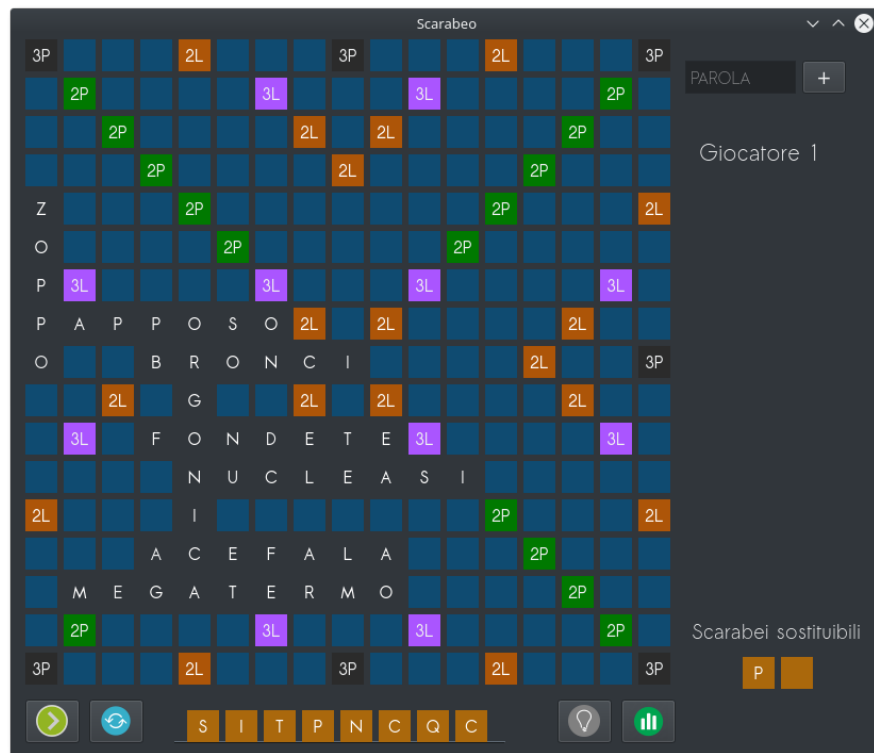 Scarabeo
3P 2L 3P 2L 3P
2P 3L 3L 2P PAROLA +
2P 2L 2L 2P
Giocatore 1
2P 2L 2P
Z 2P 2P 2L
O 2P 2P
P 3L 3L 3L 3L
P A P P O S O 2L 2L 2L
O B R O N C I 2L 3P
2L G 2L 2L 2L
3L F O N D E T E 3L 3L
N U C L E A S I
2L I 2P 2L
A C E F A L A 2P
M E G A T E R M O 2P
2P 3L 3L 2P
Scarabei sostituibili
3P 2L 3P 2L 3P P
S I T P N C Q C